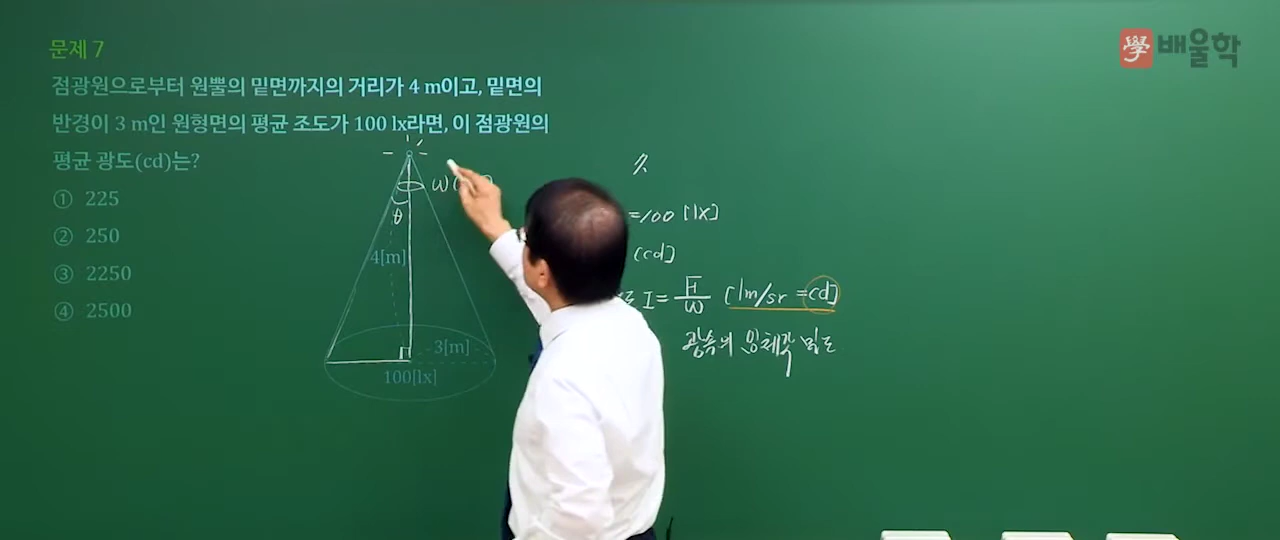 學 배울학
문제 7
점광원으로부터 원뿔의 밑면까지의 거리가 4 m이고, 밑면의
반경이 3 m인 원형면의 평균 조도가 100 lx라면, 이 점광원의
평균 광도(cd)는?
① 225
② 250
③ 2250
④ 2500
ω
θ
4[m]
3[m]
100[lx]
=100 [lx]
[cd]
I = F/ω [lm/sr = cd]
광속의 입체각 밀도